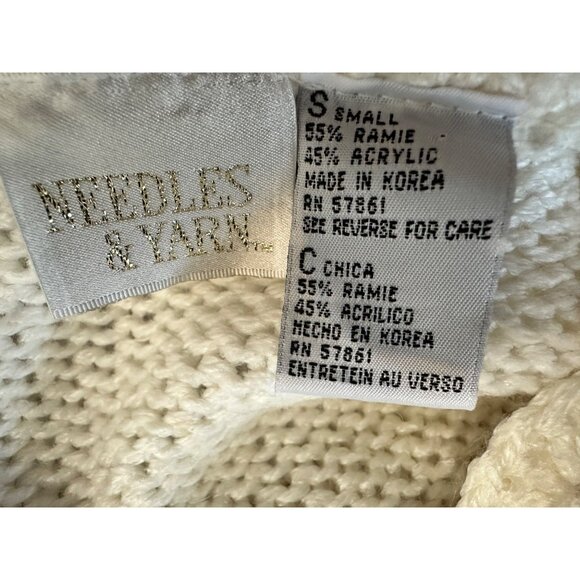 NEEDLES
& YARN™
S SMALL
55% RAMIE
45% ACRYLIC
MADE IN KOREA
RN 57861
SEE REVERSE FOR CARE
C CHICA
55% RAMIE
45% ACRILICO
HECHO EN KOREA
RN 57861
ENTRETEIN AU VERSO